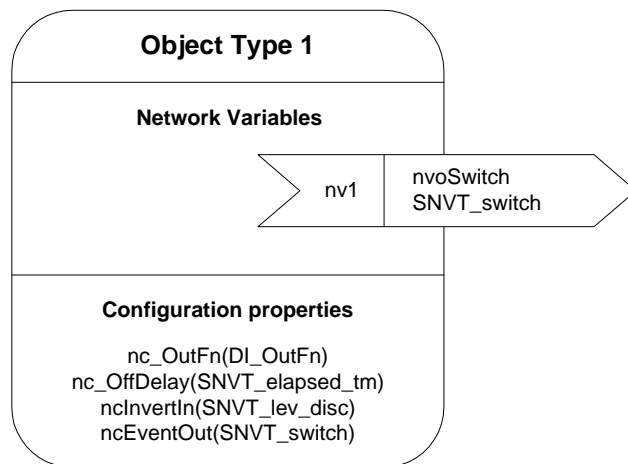 Object Type 1
Network Variables
nv1
nvoSwitch
SNVT_switch
Configuration properties
nc_OutFn(DI_OutFn)
nc_OffDelay(SNVT_elapsed_tm)
ncInvertIn(SNVT_lev_disc)
ncEventOut(SNVT_switch)